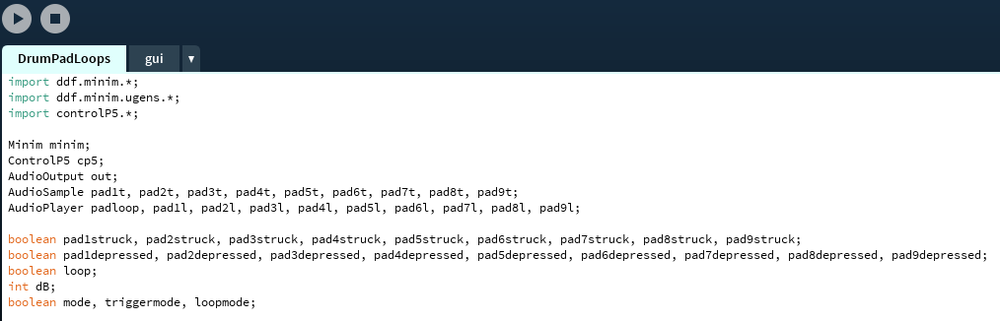 DrumPadLoops gui
import ddf.minim.*;
import ddf.minim.ugens.*;
import controlP5.*;
Minim minim;
ControlP5 cp5;
AudioOutput out;
AudioSample pad1t, pad2t, pad3t, pad4t, pad5t, pad6t, pad7t, pad8t, pad9t;
AudioPlayer padloop, pad1l, pad2l, pad3l, pad4l, pad5l, pad6l, pad7l, pad8l, pad9l;
boolean pad1struck, pad2struck, pad3struck, pad4struck, pad5struck, pad6struck, pad7struck, pad8struck, pad9struck;
boolean pad1depressed, pad2depressed, pad3depressed, pad4depressed, pad5depressed, pad6depressed, pad7depressed, pad8depressed, pad9depressed;
boolean loop;
int dB;
boolean mode, triggermode, loopmode;